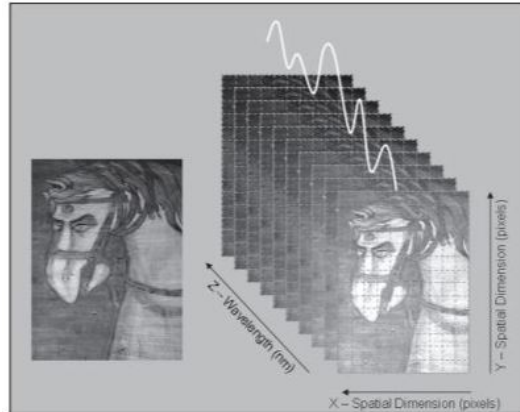 Z – Wavelength (nm)
Y – Spatial Dimension (pixels)
X – Spatial Dimension (pixels)